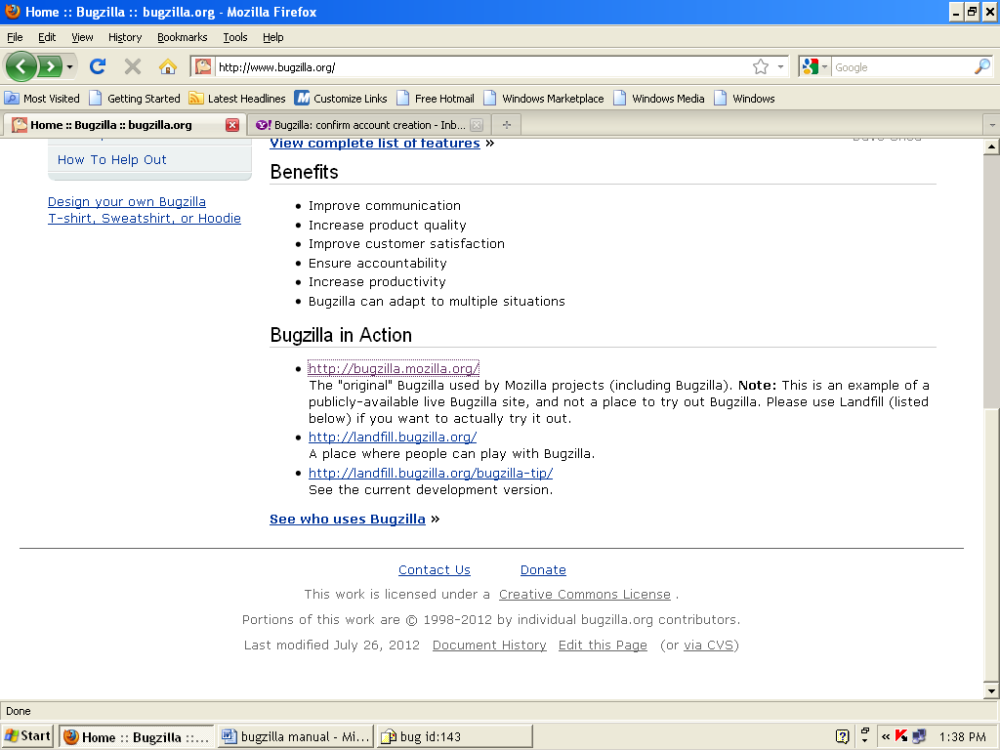 Home :: Bugzilla :: bugzilla.org - Mozilla Firefox
File Edit View History Bookmarks Tools Help
http://www.bugzilla.org/
Google
Most Visited Getting Started Latest Headlines Customize Links Free Hotmail Windows Marketplace Windows Media Windows
Home :: Bugzilla :: bugzilla.org
Bugzilla: confirm account creation - Inb...
How To Help Out
Design your own Bugzilla
T-shirt, Sweatshirt, or Hoodie
View complete list of features »
Benefits
Improve communication
Increase product quality
Improve customer satisfaction
Ensure accountability
Increase productivity
Bugzilla can adapt to multiple situations
Bugzilla in Action
http://bugzilla.mozilla.org/
The "original" Bugzilla used by Mozilla projects (including Bugzilla). Note: This is an example of a
publicly-available live Bugzilla site, and not a place to try out Bugzilla. Please use Landfill (listed
below) if you want to actually try it out.
http://landfill.bugzilla.org/
A place where people can play with Bugzilla.
http://landfill.bugzilla.org/bugzilla-tip/
See the current development version.
See who uses Bugzilla »
Contact Us Donate
This work is licensed under a Creative Commons License .
Portions of this work are © 1998-2012 by individual bugzilla.org contributors.
Last modified July 26, 2012 Document History Edit this Page (or via CVS)
Done
Start Home :: Bugzilla ::... bugzilla manual - Mi... bug id:143 1:38 PM